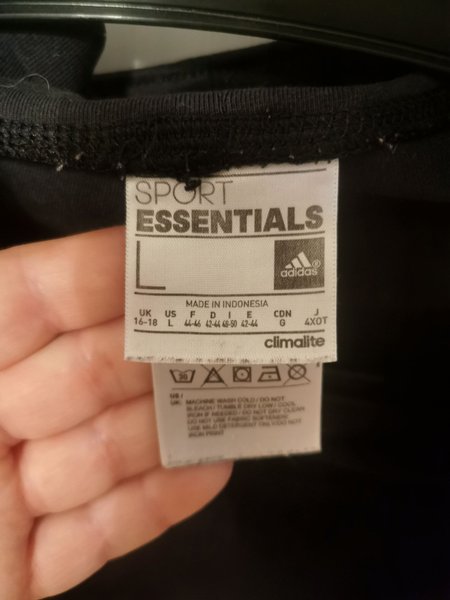 SPORT
ESSENTIALS
L
adidas®
MADE IN INDONESIA
UK US F D I E CDN J
16-18 L 44-46 42-44 48-50 42-44 G 4XOT
climalite
US /
UK: MACHINE WASH COLD / DO NOT
BLEACH / TUMBLE DRY LOW / COOL
IRON IF NEEDED / DO NOT DRY CLEAN
DO NOT USE FABRIC SOFTENER
USE MILD DETERGENT ONLY/DO NOT
IRON PRINT